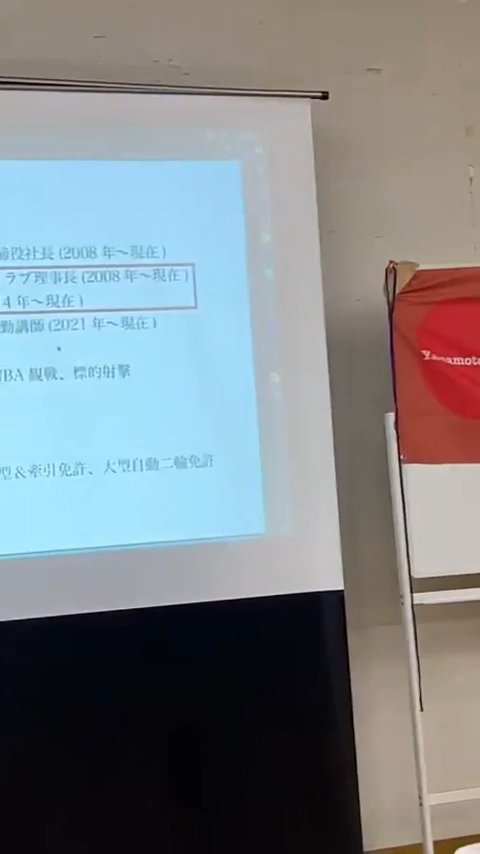 締役社長 (2008 年～現在)
ラブ理事長 (2008 年～現在)
4 年～現在)
勤講師 (2021 年～現在)
BA 観戦、標的射撃
型＆牽引免許、大型自動二輪免許
Yamamoto